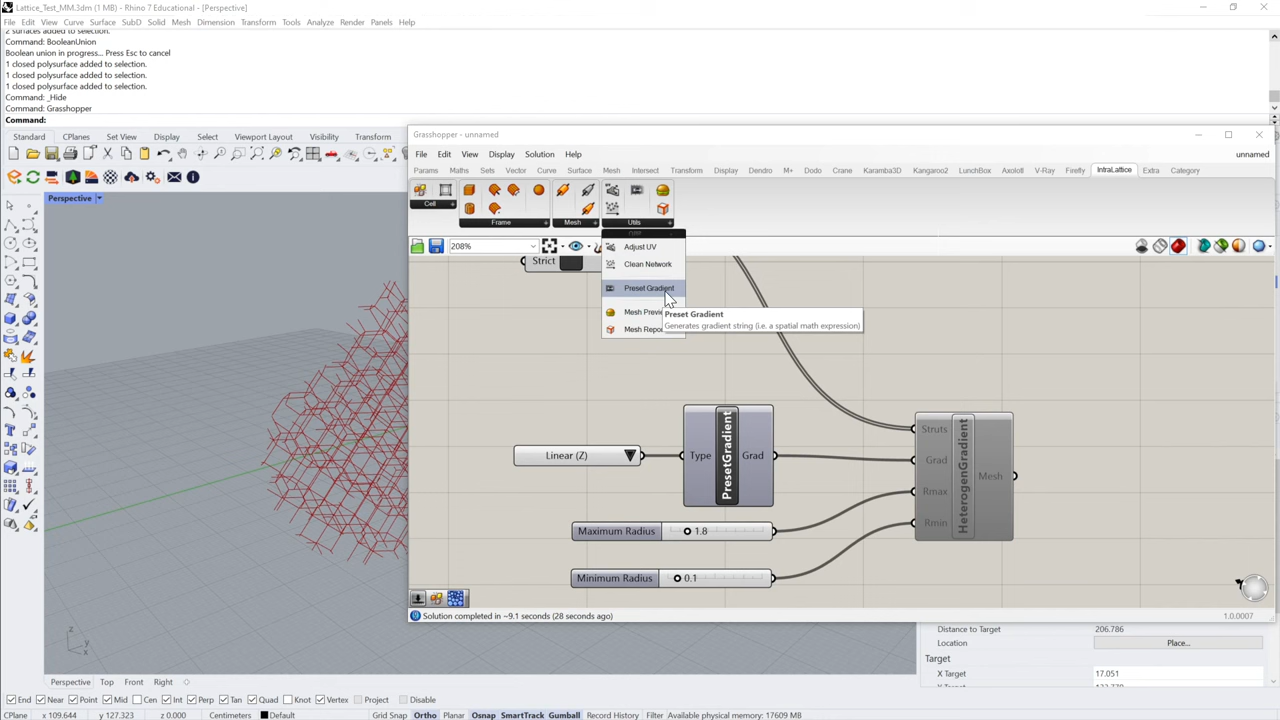 Lattice_Test_MM.3dm (1 MB) - Rhino 7 Educational - [Perspective]
File Edit View Curve Surface SubD Solid Mesh Dimension Transform Tools Analyze Render Panels Help
2 surfaces added to selection.
Command: BooleanUnion
Boolean union in progress... Press Esc to cancel
1 closed polysurface added to selection.
1 closed polysurface added to selection.
1 closed polysurface added to selection.
Command: _Hide
Command: Grasshopper
Command:
Standard CPlanes Set View Display Select Viewport Layout Visibility Transform
Grasshopper - unnamed
File Edit View Display Solution Help unnamed
Params Maths Sets Vector Curve Surface Mesh Intersect Transform Display Dendro M+ Dodo Crane Karamba3D Kangaroo2 LunchBox Axolotl V-Ray Firefly IntraLattice Extra Category
Cell Frame Mesh Utils
Perspective
208%
Adjust UV
Clean Network
Preset Gradient
Mesh Previe
Mesh Repor
Preset Gradient
Generates gradient string (i.e. a spatial math expression)
Strict
Linear (Z)
Type PresetGradient Grad
Struts
Grad
Rmax
Rmin
HeterogenGradient
Mesh
Maximum Radius 1.8
Minimum Radius 0.1
Solution completed in ~9.1 seconds (28 seconds ago) 1.0.0007
Distance to Target 206.786
Location Place...
Target
X Target 17.051
z y x
Perspective Top Front Right
End Near Point Mid Cen Int Perp Tan Quad Knot Vertex Project Disable
CPlane x 109.644 y 127.323 z 0.000 Centimeters Default Grid Snap Ortho Planar Osnap SmartTrack Gumball Record History Filter Available physical memory: 17609 MB